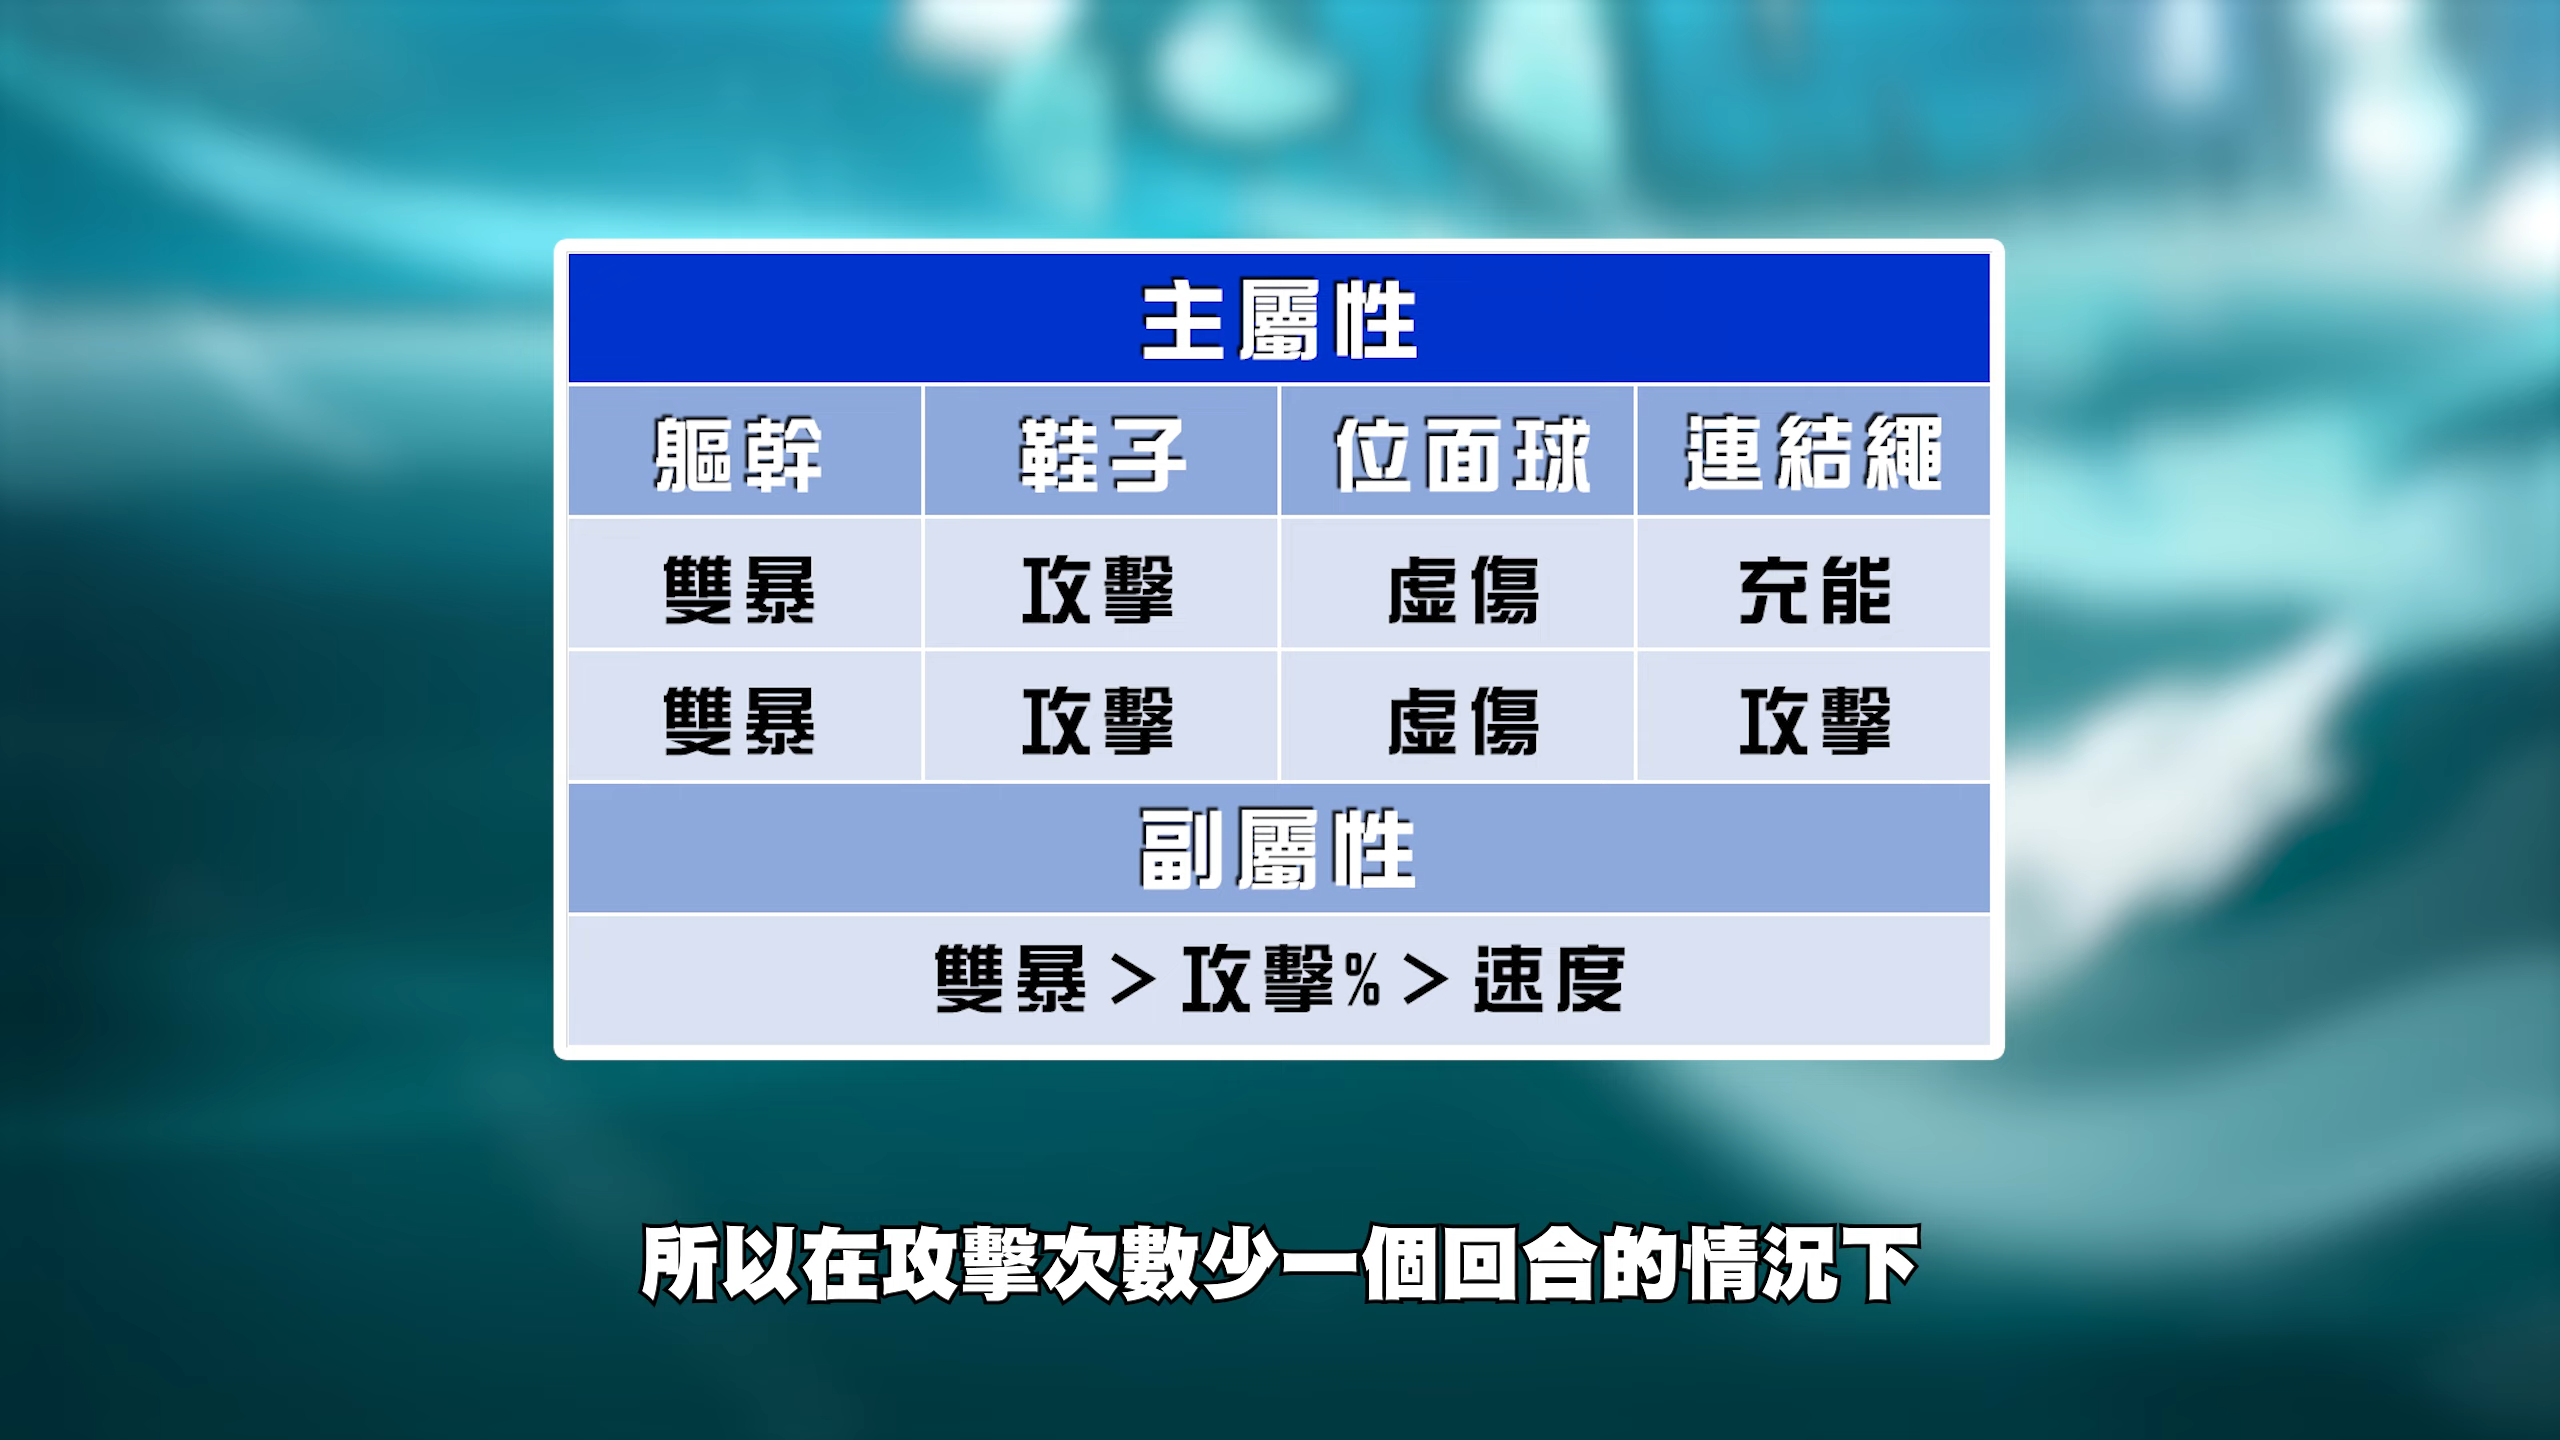 主屬性
軀幹 鞋子 位面球 連結繩
雙暴 攻擊 虛傷 充能
雙暴 攻擊 虛傷 攻擊
副屬性
雙暴＞攻擊%＞速度
所以在攻擊次數少一個回合的情況下